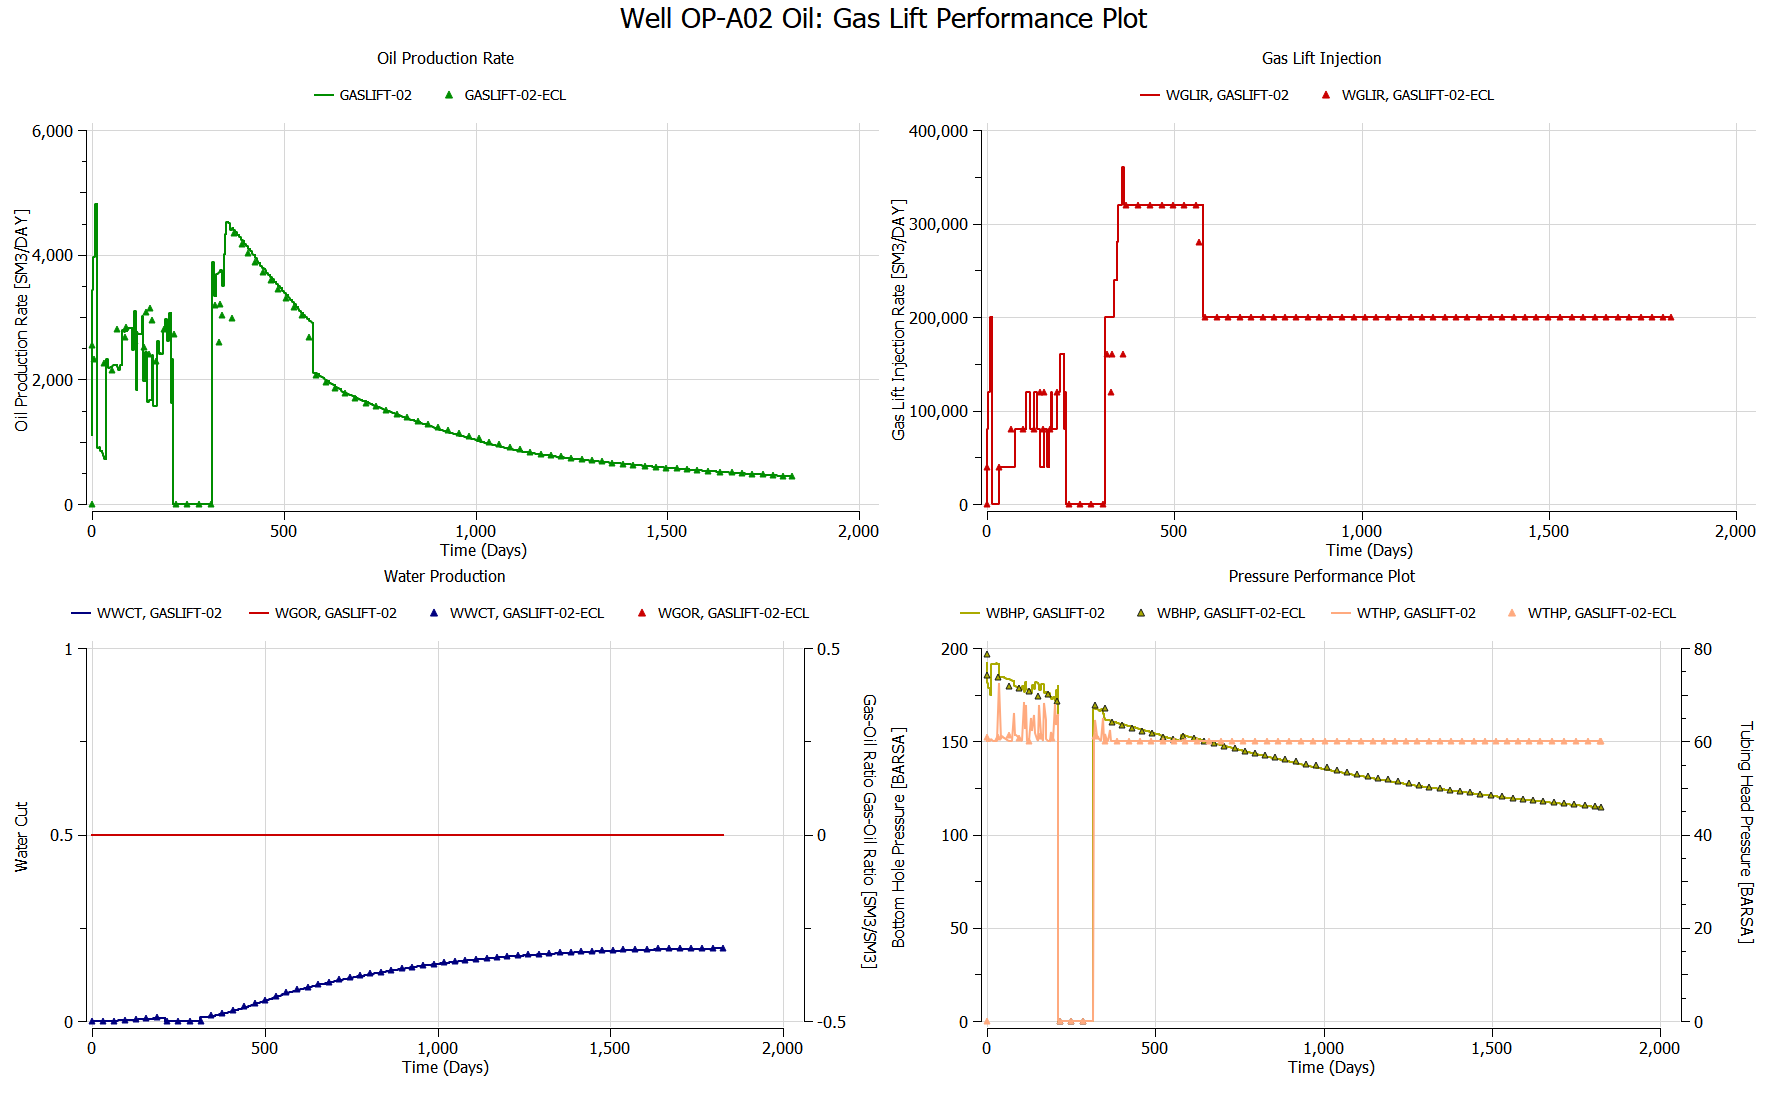 Well OP-A02 Oil: Gas Lift Performance Plot
Oil Production Rate
GASLIFT-02
GASLIFT-02-ECL
Oil Production Rate [SM3/DAY]
6,000
4,000
2,000
0
0
500
1,000
1,500
2,000
Time (Days)
Gas Lift Injection
WGLIR, GASLIFT-02
WGLIR, GASLIFT-02-ECL
Gas Lift Injection Rate [SM3/DAY]
400,000
300,000
200,000
100,000
0
0
500
1,000
1,500
2,000
Time (Days)
Water Production
WWCT, GASLIFT-02
WGOR, GASLIFT-02
WWCT, GASLIFT-02-ECL
WGOR, GASLIFT-02-ECL
Water Cut
1
0.5
0
0.5
0
-0.5
Gas-Oil Ratio Gas-Oil Ratio [SM3/SM3]
0
500
1,000
1,500
2,000
Time (Days)
Pressure Performance Plot
WBHP, GASLIFT-02
WBHP, GASLIFT-02-ECL
WTHP, GASLIFT-02
WTHP, GASLIFT-02-ECL
Bottom Hole Pressure [BARSA]
200
150
100
50
0
80
60
40
20
0
Tubing Head Pressure [BARSA]
0
500
1,000
1,500
2,000
Time (Days)